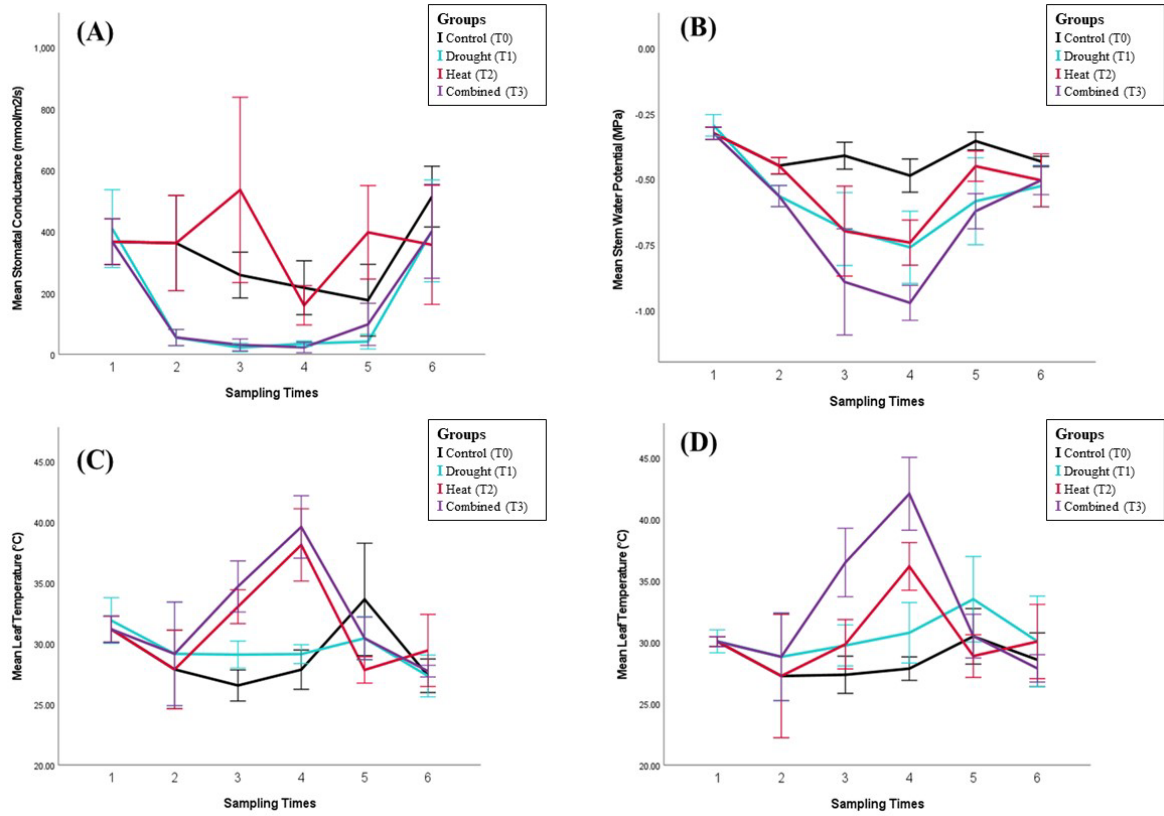 (A)
Groups
Control (T0)
Drought (T1)
Heat (T2)
Combined (T3)
Mean Stomatal Conductance (mmol/m2/s)
1,000
800
600
400
200
0
1 2 3 4 5 6
Sampling Times
(B)
Groups
Control (T0)
Drought (T1)
Heat (T2)
Combined (T3)
Mean Stem Water Potential (MPa)
0.00
-0.25
-0.50
-0.75
-1.00
1 2 3 4 5 6
Sampling Times
(C)
Groups
Control (T0)
Drought (T1)
Heat (T2)
Combined (T3)
Mean Leaf Temperature (°C)
45.00
40.00
35.00
30.00
25.00
20.00
1 2 3 4 5 6
Sampling Times
(D)
Groups
Control (T0)
Drought (T1)
Heat (T2)
Combined (T3)
Mean Leaf Temperature (°C)
45.00
40.00
35.00
30.00
25.00
20.00
1 2 3 4 5 6
Sampling Times